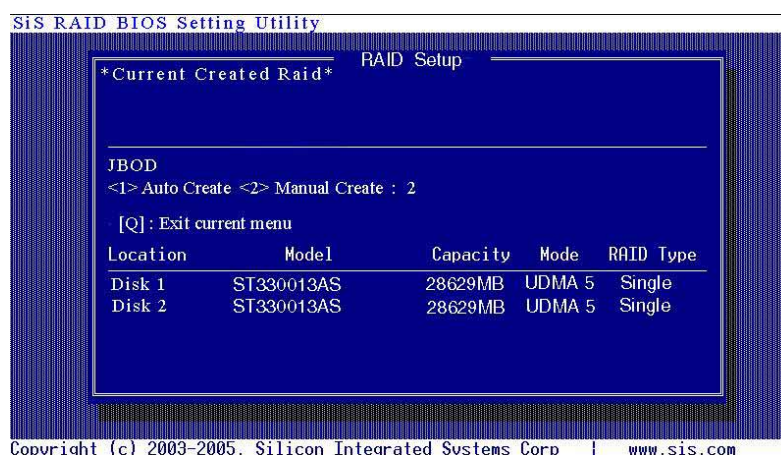 SiS RAID BIOS Setting Utility
RAID Setup
*Current Created Raid*
JBOD
<1> Auto Create <2> Manual Create : 2
[Q] : Exit current menu
Location Model Capacity Mode RAID Type
Disk 1 ST330013AS 28629MB UDMA 5 Single
Disk 2 ST330013AS 28629MB UDMA 5 Single
Copyright (c) 2003-2005. Silicon Integrated Systems Corp | www.sis.com